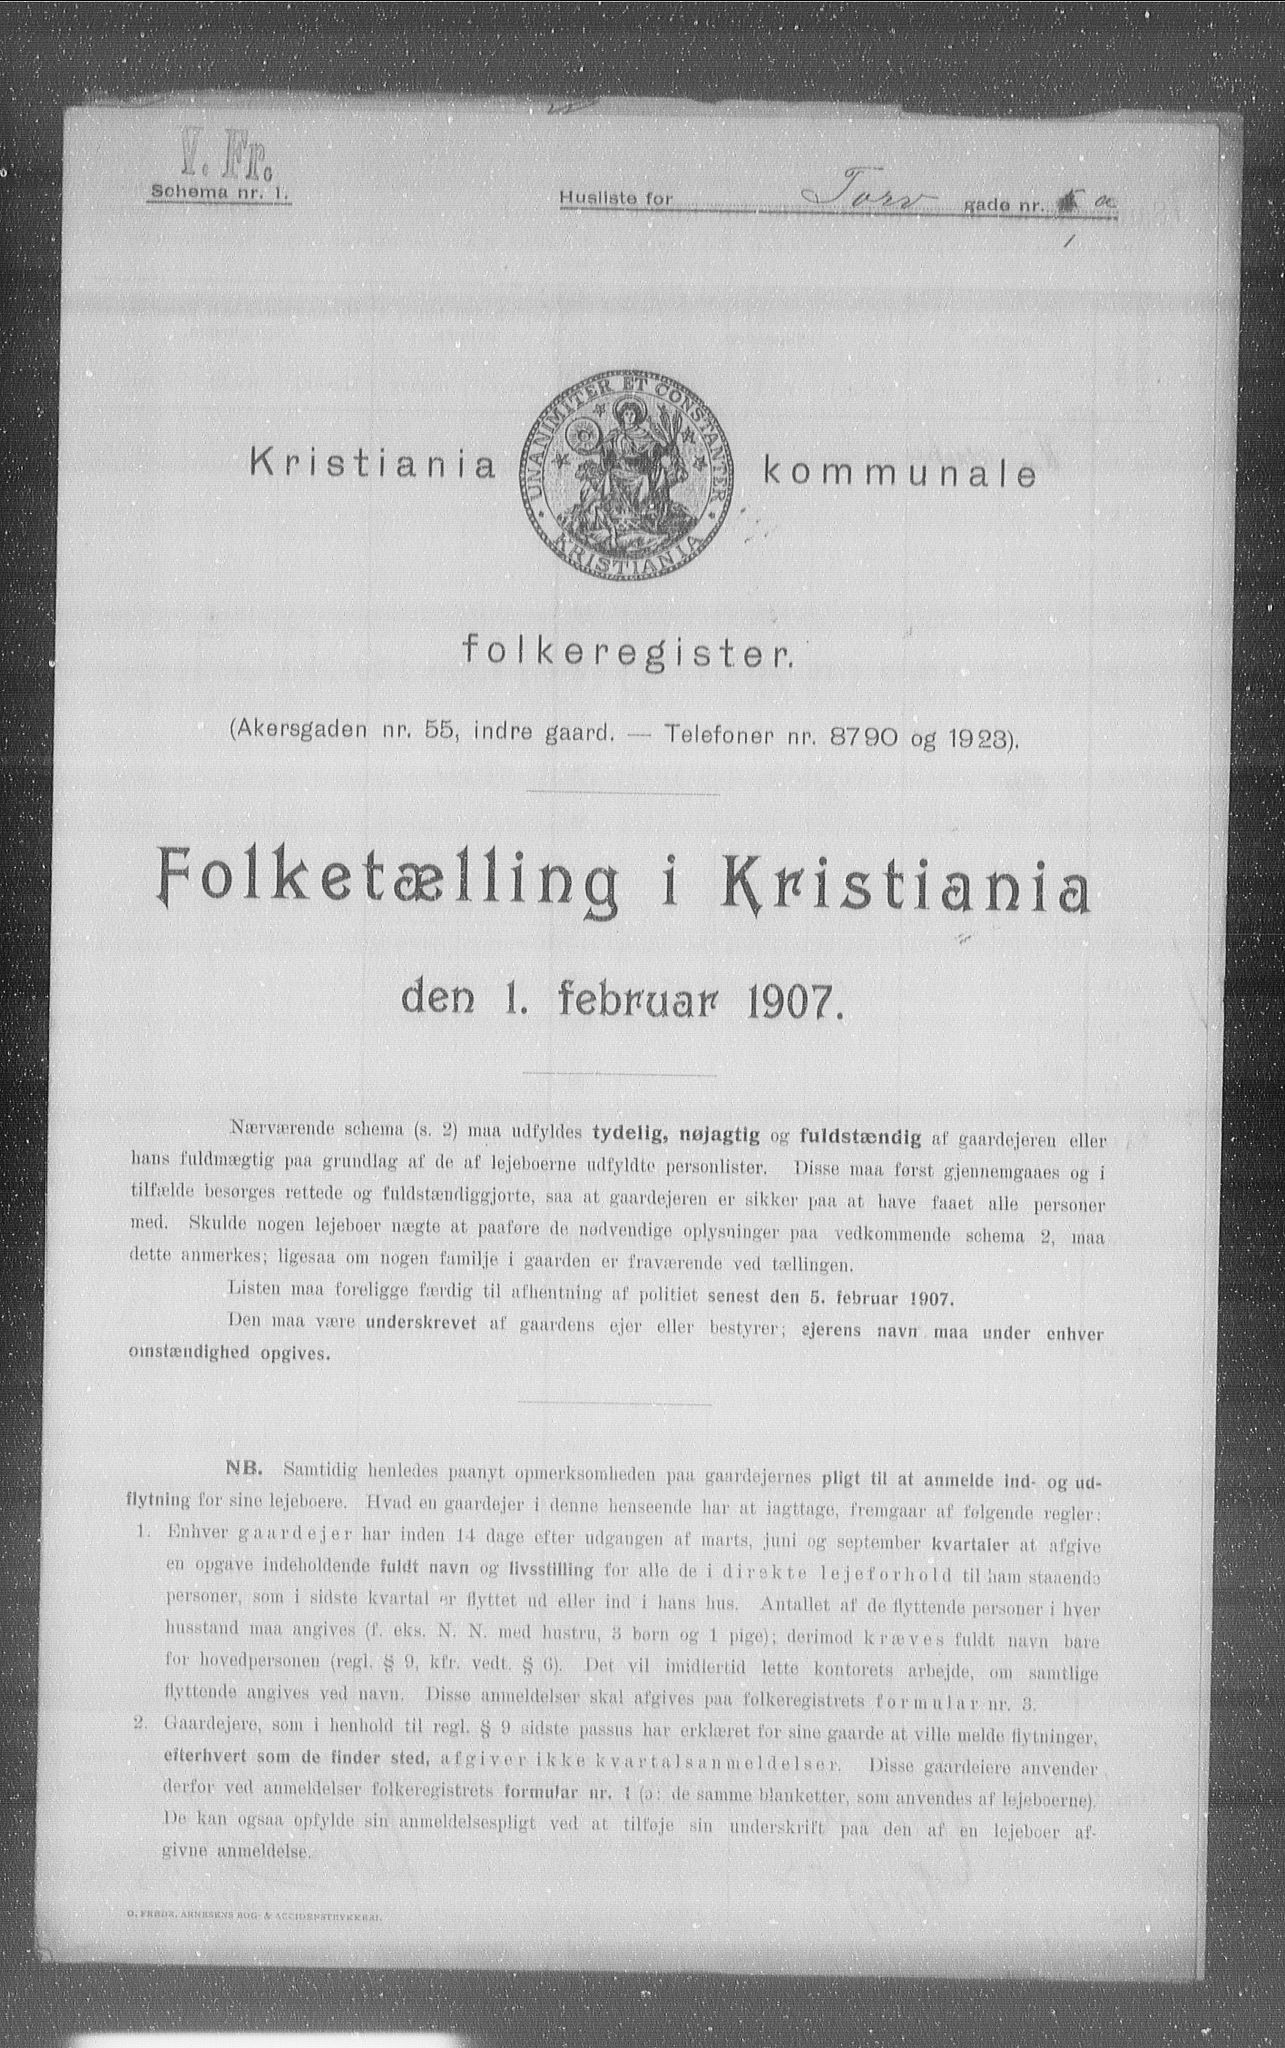 V. Fr.
Schema nr. 1.
Husliste for Torv gade nr. a
1
UNANIMITER ET CONSTANTER
KRISTIANIA
Kristiania kommunale
folkeregister.
(Akersgaden nr. 55, indre gaard. — Telefoner nr. 8790 og 1923).
Folketælling i Kristiania
den 1. februar 1907.
Nærværende schema (s. 2) maa udfyldes tydelig, nøjagtig og fuldstændig af gaardejeren eller
hans fuldmægtig paa grundlag af de af lejeboerne udfyldte personlister. Disse maa først gjennemgaaes og i
tilfælde besørges rettede og fuldstændiggjorte, saa at gaardejeren er sikker paa at have faaet alle personer
med. Skulde nogen lejeboer nægte at paaføre de nødvendige oplysninger paa vedkommende schema 2, maa
dette anmerkes; ligesaa om nogen familje i gaarden er fraværende ved tællingen.
Listen maa foreligge færdig til afhentning af politiet senest den 5. februar 1907.
Den maa være underskrevet af gaardens ejer eller bestyrer; ejerens navn maa under enhver
omstændighed opgives.
NB. Samtidig henledes paanyt opmerksomheden paa gaardejernes pligt til at anmelde ind- og ud-
flytning for sine lejeboere. Hvad en gaardejer i denne henseende har at iagttage, fremgaar af følgende regler:
1. Enhver gaardejer har inden 14 dage efter udgangen af marts, juni og september kvartaler at afgive
en opgave indeholdende fuldt navn og livsstilling for alle de i direkte lejeforhold til ham staaende
personer, som i sidste kvartal er flyttet ud eller ind i hans hus. Antallet af de flyttende personer i hver
husstand maa angives (f. eks. N. N. med hustru, 3 børn og 1 pige); derimod kræves fuldt navn bare
for hovedpersonen (regl. § 9, kfr. vedt. § 6). Det vil imidlertid lette kontorets arbejde, om samtlige
flyttende angives ved navn. Disse anmeldelser skal afgives paa folkeregistrets formular nr. 3.
2. Gaardejere, som i henhold til regl. § 9 sidste passus har erklæret for sine gaarde at ville melde flytninger,
efterhvert som de finder sted, afgiver ikke kvartalsanmeldelser. Disse gaardeiere anvender
derfor ved anmeldelser folkeregistrets formular nr. 1 (ɔ: de samme blanketter, som anvendes af lejeboerne).
De kan ogsaa opfylde sin anmeldelsespligt ved at tilføje sin underskrift paa den af en lejeboer af-
givne anmeldelse.
O. FREDR. ARNESENS BOG- & ACCIDENSTRYKKERI.